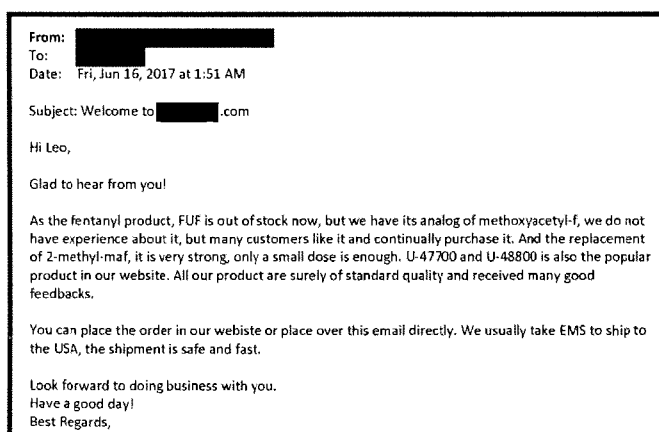 From:
To:
Date: Fri, Jun 16, 2017 at 1:51 AM
Subject: Welcome to .com
Hi Leo,
Glad to hear from you!
As the fentanyl product, FUF is out of stock now, but we have its analog of methoxyacetyl-f, we do not
have experience about it, but many customers like it and continually purchase it. And the replacement
of 2-methyl-maf, it is very strong, only a small dose is enough. U-47700 and U-48800 is also the popular
product in our website. All our product are surely of standard quality and received many good
feedbacks.
You can place the order in our webiste or place over this email directly. We usually take EMS to ship to
the USA, the shipment is safe and fast.
Look forward to doing business with you.
Have a good day!
Best Regards,